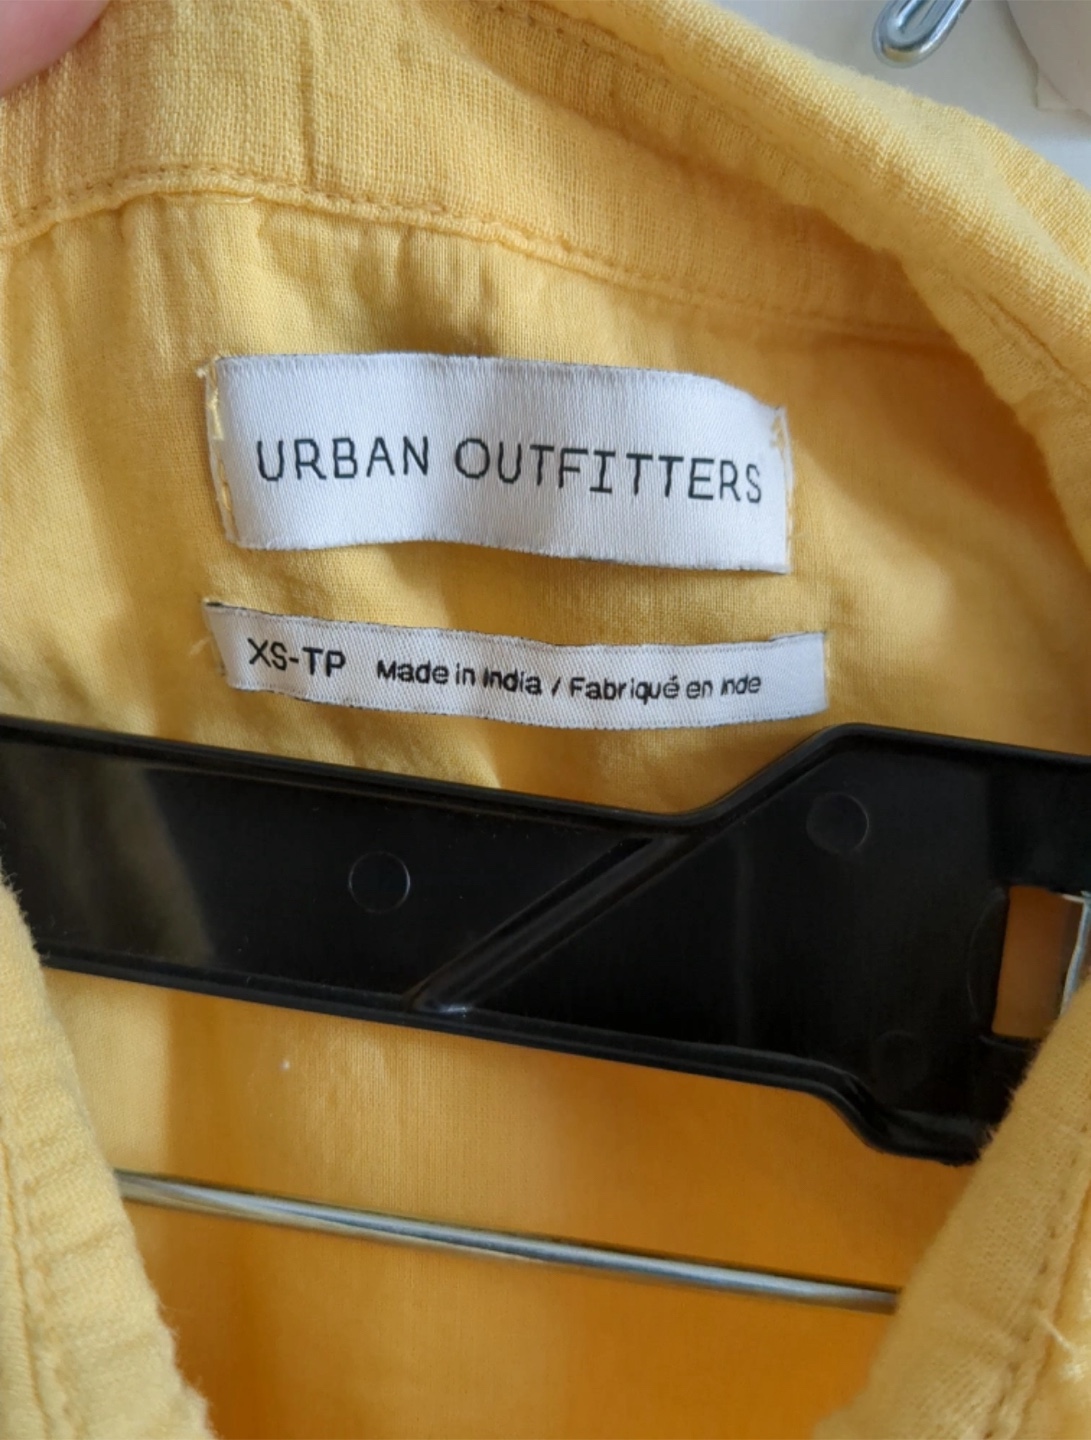 URBAN OUTFITTERS
XS-TP Made in India / Fabriqué en Inde